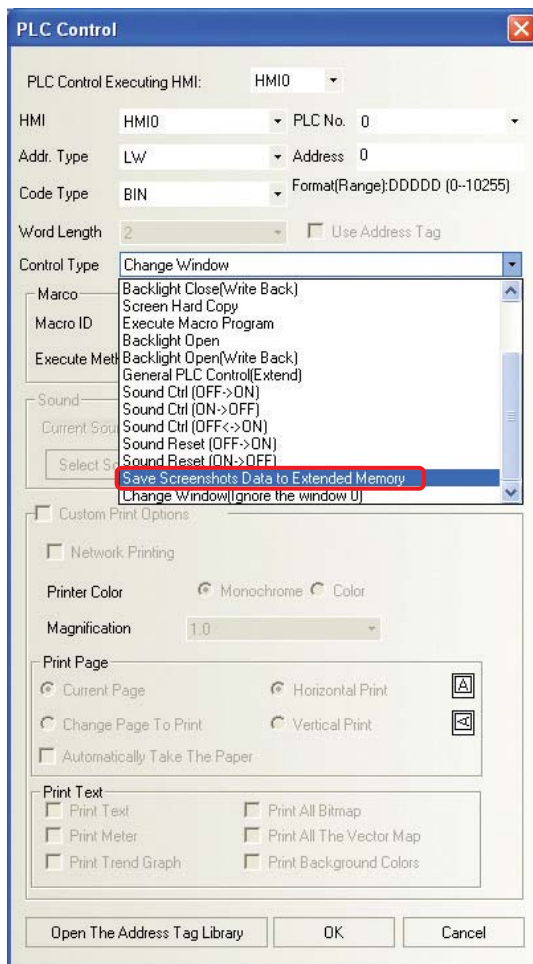 PLC Control
PLC Control Executing HMI: HMI0
HMI HMI0 PLC No. 0
Addr. Type LW Address 0
Code Type BIN Format(Range):DDDDD (0--10255)
Word Length 2 Use Address Tag
Control Type Change Window
Marco
Backlight Close(Write Back)
Screen Hard Copy
Macro ID Execute Macro Program
Backlight Open
Execute Met Backlight Open(Write Back)
General PLC Control(Extend)
Sound Sound Ctrl (OFF->ON)
Sound Ctrl (ON->OFF)
Current Sou Sound Ctrl (OFF<->ON)
Sound Reset (OFF->ON)
Select So Sound Reset (ON->OFF)
Save Screenshots Data to Extended Memory
Change Window(Ignore the window 0)
Custom Print Options
Network Printing
Printer Color Monochrome Color
Magnification 1.0
Print Page
Current Page Horizontal Print A
Change Page To Print Vertical Print A
Automatically Take The Paper
Print Text
Print Text Print All Bitmap
Print Meter Print All The Vector Map
Print Trend Graph Print Background Colors
Open The Address Tag Library OK Cancel